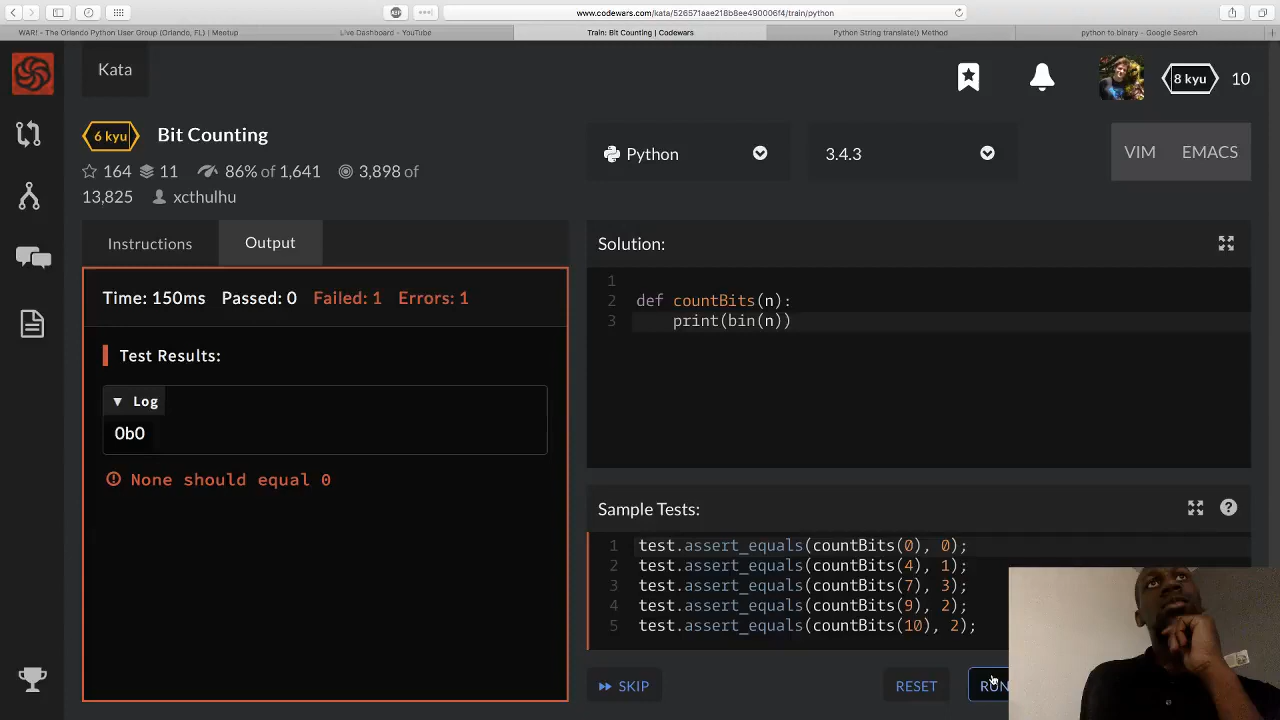 www.codewars.com/kata/526571aae218b8ee490006f4/train/python
WAR! - The Orlando Python User Group (Orlando, FL) | Meetup
Live Dashboard - YouTube
Train: Bit Counting | Codewars
Python String translate() Method
python to binary - Google Search
Kata
8 kyu
10
6 kyu
Bit Counting
164
11
86% of 1,641
3,898 of
13,825
xcthulhu
Python
3.4.3
VIM
EMACS
Instructions
Output
Solution:
Time: 150ms Passed: 0 Failed: 1 Errors: 1
Test Results:
▼ Log
0b0
None should equal 0
1
2 def countBits(n):
3 print(bin(n))
Sample Tests:
?
1 test.assert_equals(countBits(0), 0);
2 test.assert_equals(countBits(4), 1);
3 test.assert_equals(countBits(7), 3);
4 test.assert_equals(countBits(9), 2);
5 test.assert_equals(countBits(10), 2);
SKIP
RESET
RUN